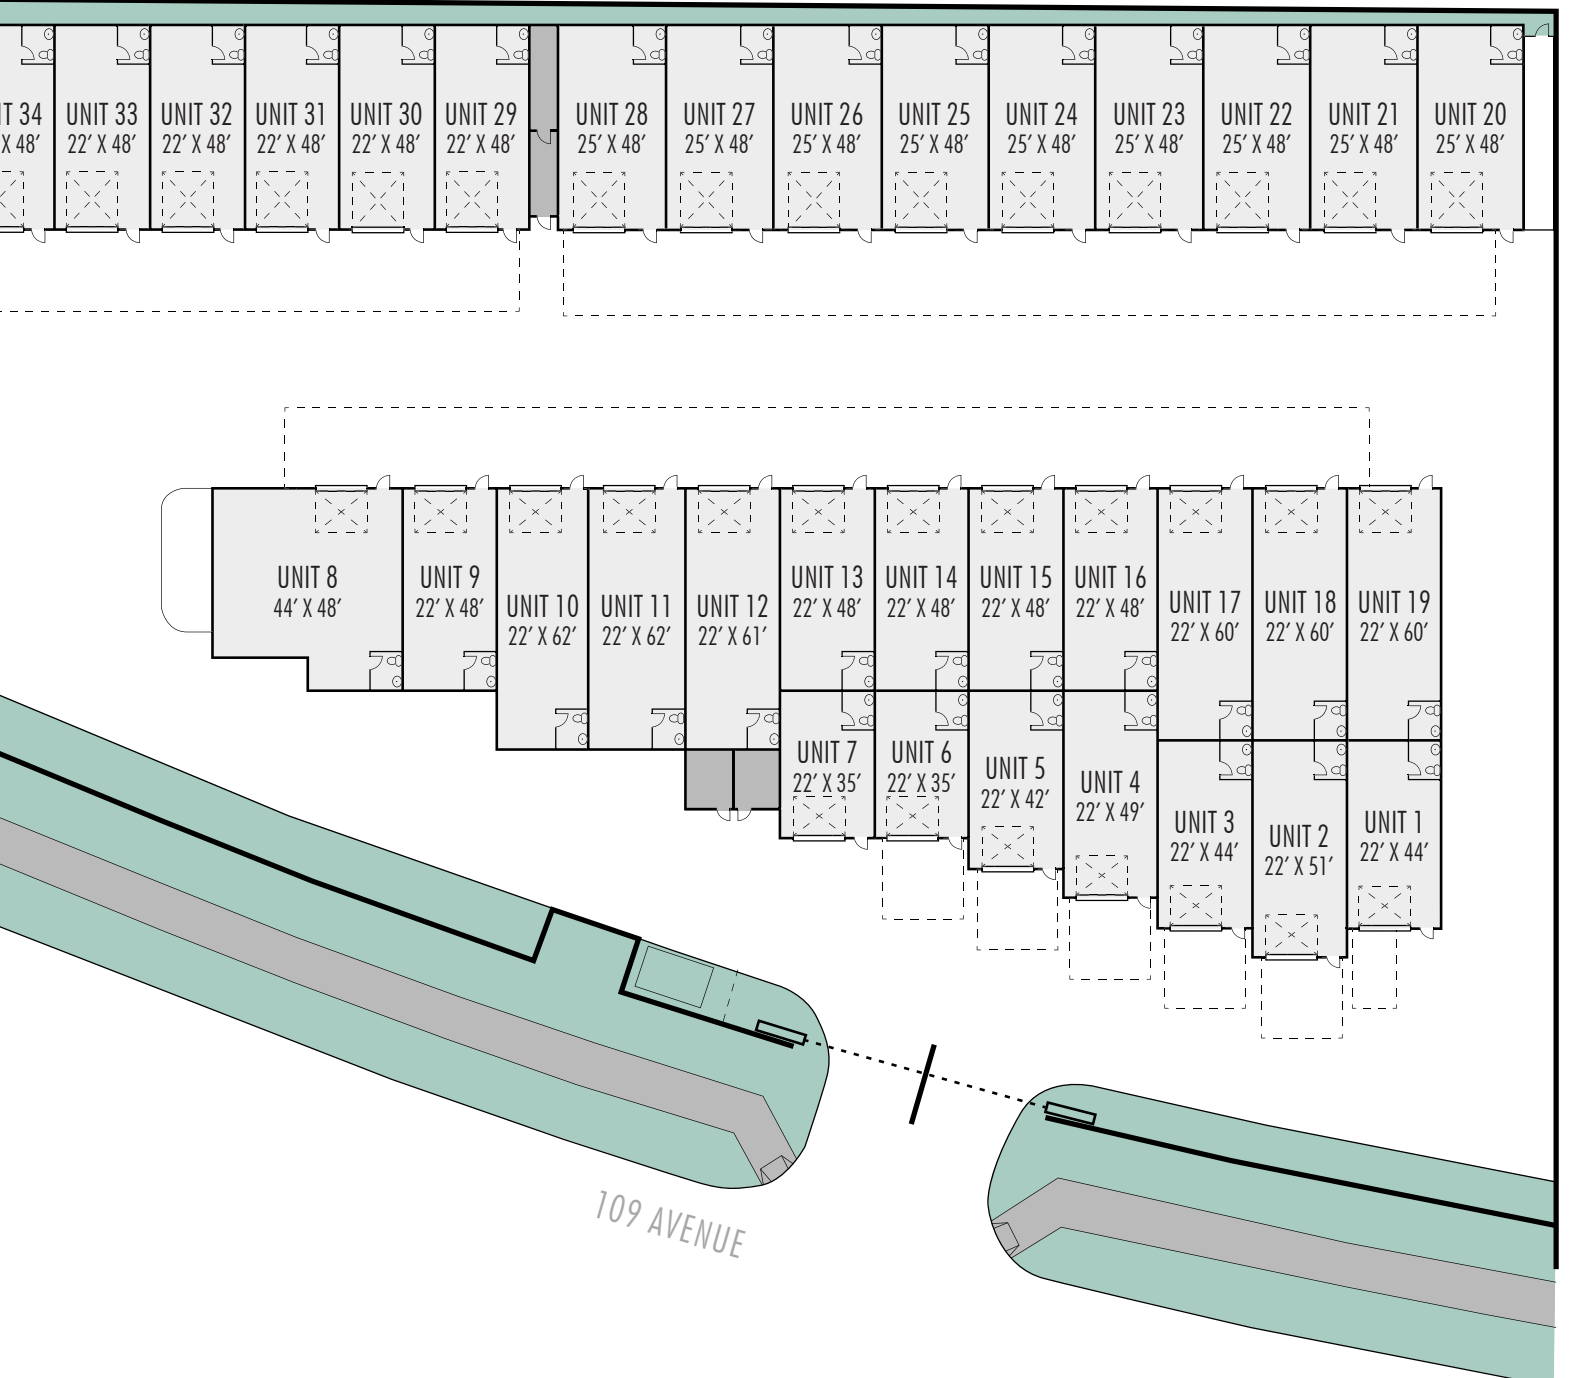 IT 34
X 48′
UNIT 33
22′ X 48′
UNIT 32
22′ X 48′
UNIT 31
22′ X 48′
UNIT 30
22′ X 48′
UNIT 29
22′ X 48′
UNIT 28
25′ X 48′
UNIT 27
25′ X 48′
UNIT 26
25′ X 48′
UNIT 25
25′ X 48′
UNIT 24
25′ X 48′
UNIT 23
25′ X 48′
UNIT 22
25′ X 48′
UNIT 21
25′ X 48′
UNIT 20
25′ X 48′
UNIT 8
44′ X 48′
UNIT 9
22′ X 48′
UNIT 10
22′ X 62′
UNIT 11
22′ X 62′
UNIT 12
22′ X 61′
UNIT 13
22′ X 48′
UNIT 14
22′ X 48′
UNIT 15
22′ X 48′
UNIT 16
22′ X 48′
UNIT 17
22′ X 60′
UNIT 18
22′ X 60′
UNIT 19
22′ X 60′
UNIT 7
22′ X 35′
UNIT 6
22′ X 35′
UNIT 5
22′ X 42′
UNIT 4
22′ X 49′
UNIT 3
22′ X 44′
UNIT 2
22′ X 51′
UNIT 1
22′ X 44′
109 AVENUE